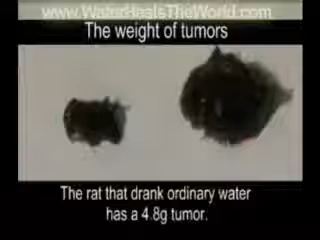 www.WaterHealsTheWorld.com
The weight of tumors
The rat that drank ordinary water
has a 4.8g tumor.